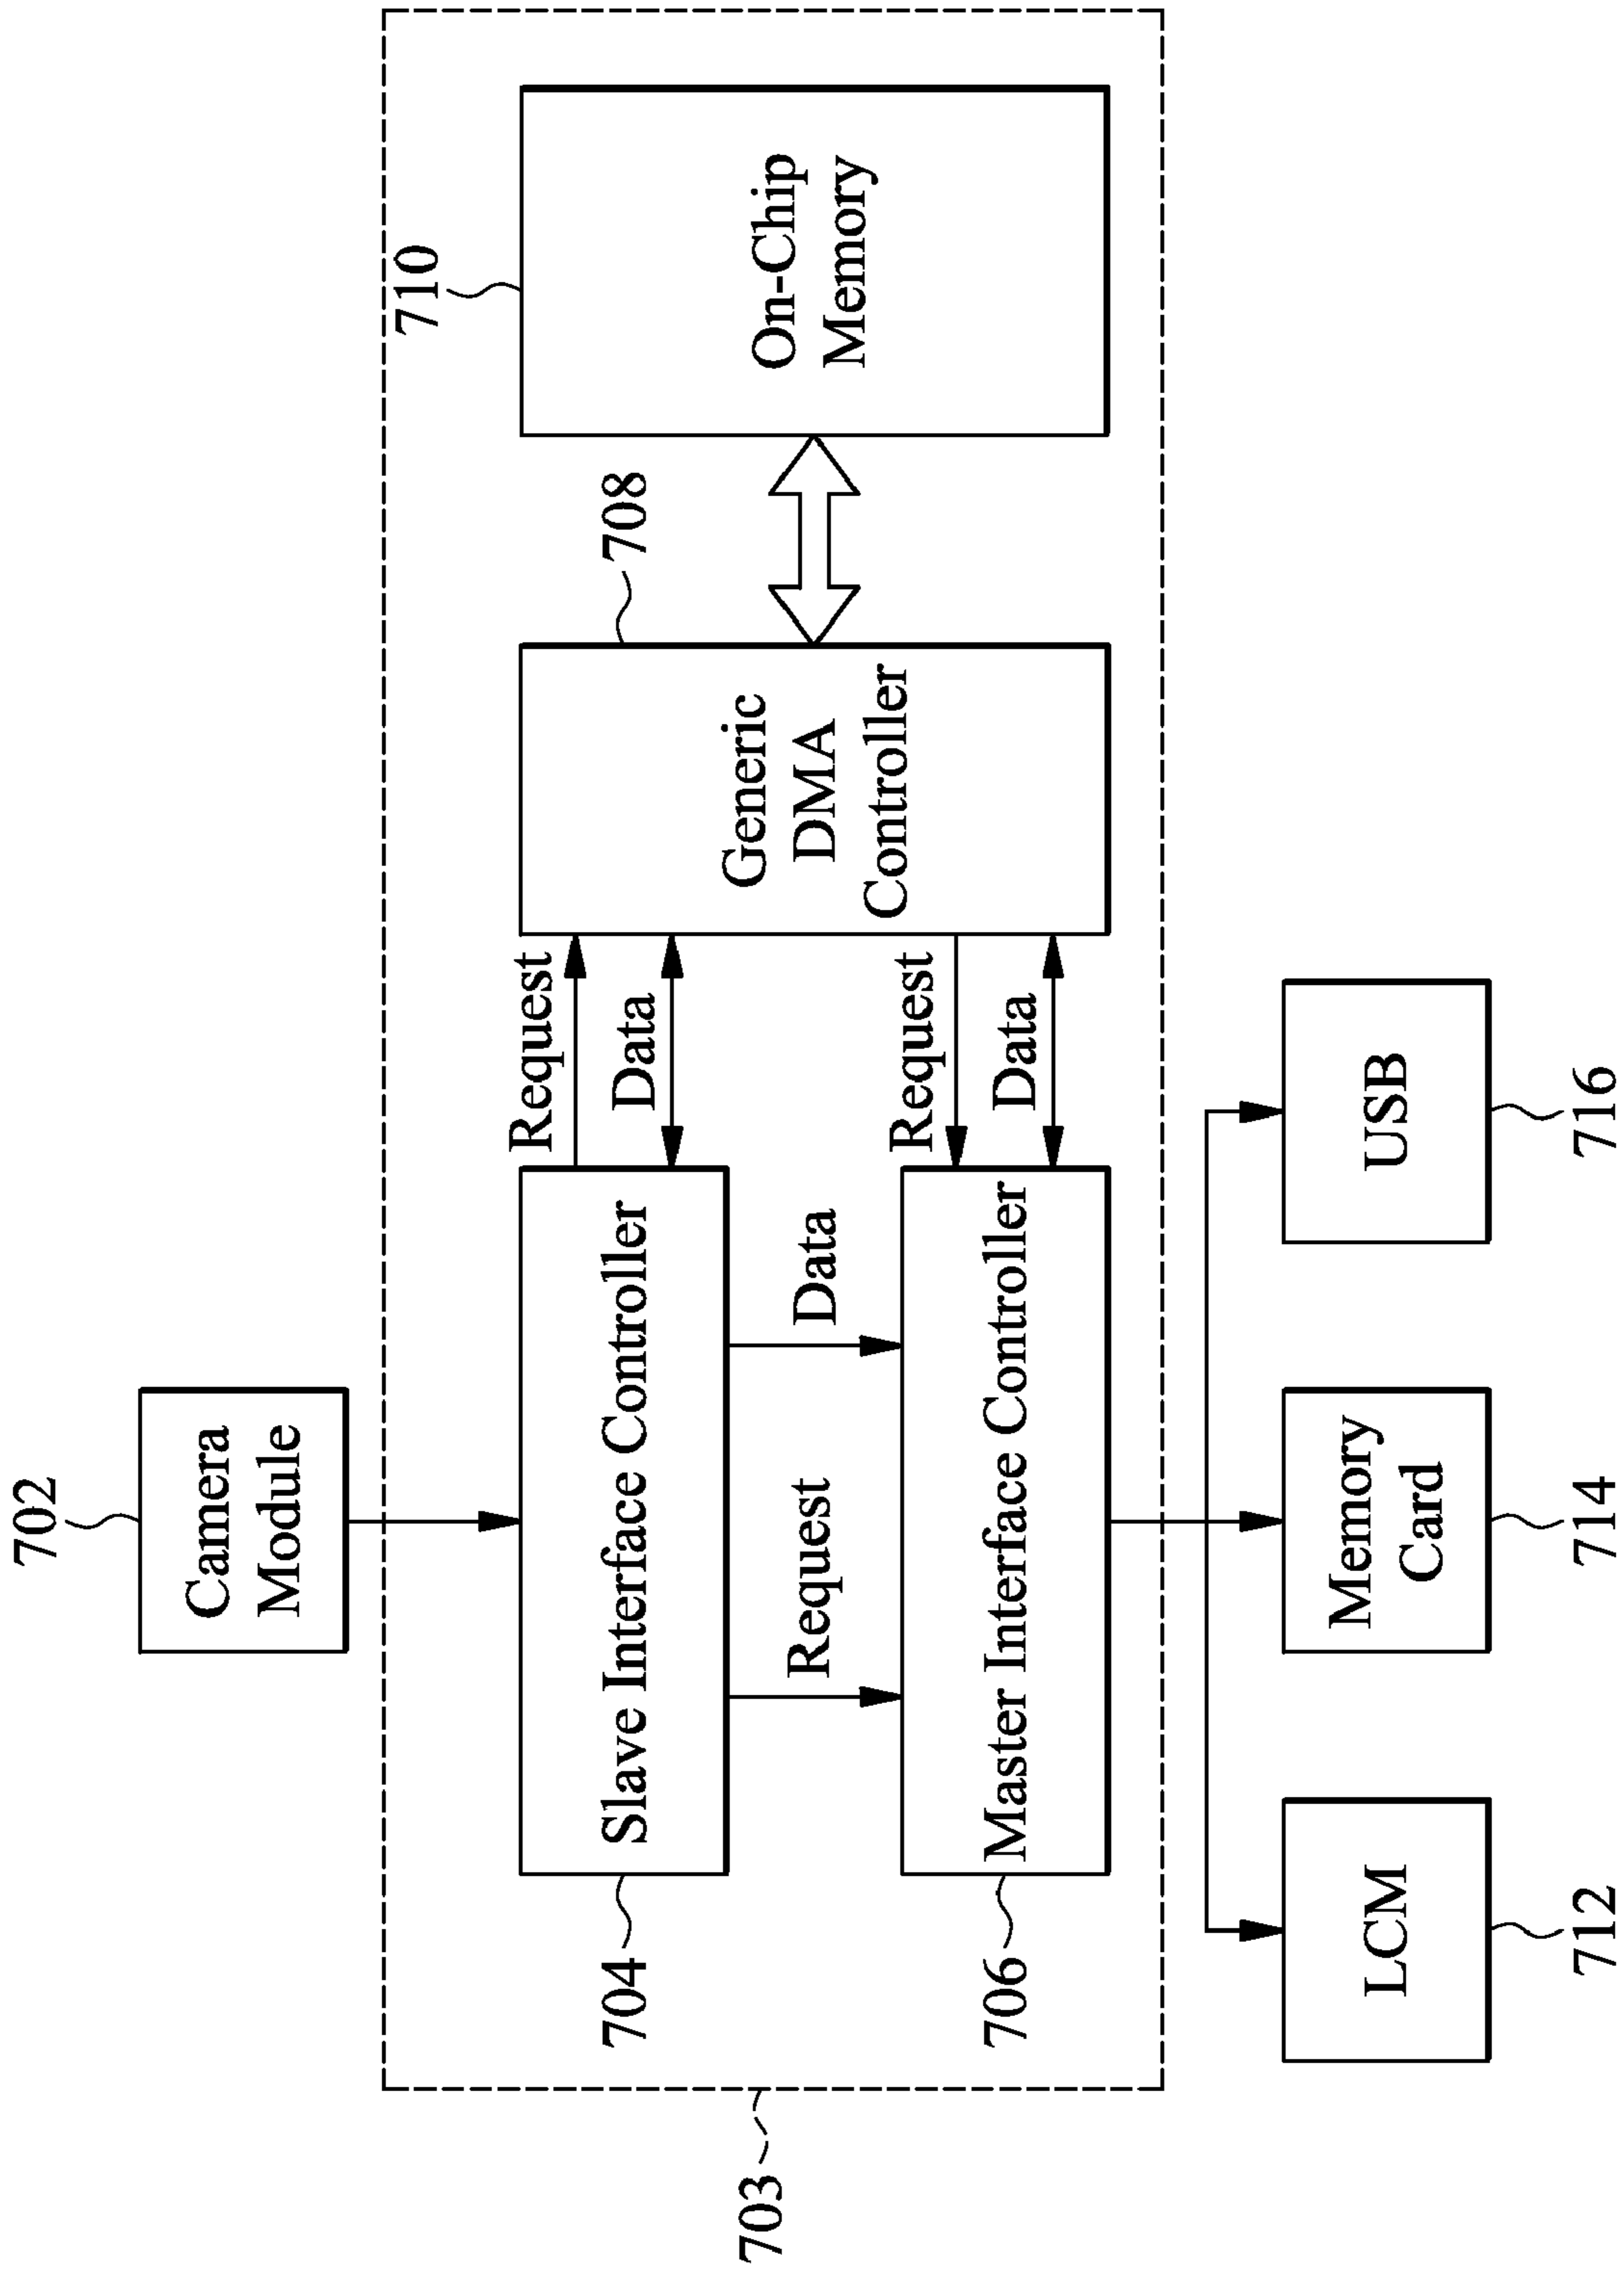 702
Camera
Module
703
704
Slave Interface Controller
Request
Data
706
Master Interface Controller
Request
Data
Request
Data
708
Generic
DMA
Controller
710
On-Chip
Memory
LCM
712
Memory
Card
714
USB
716